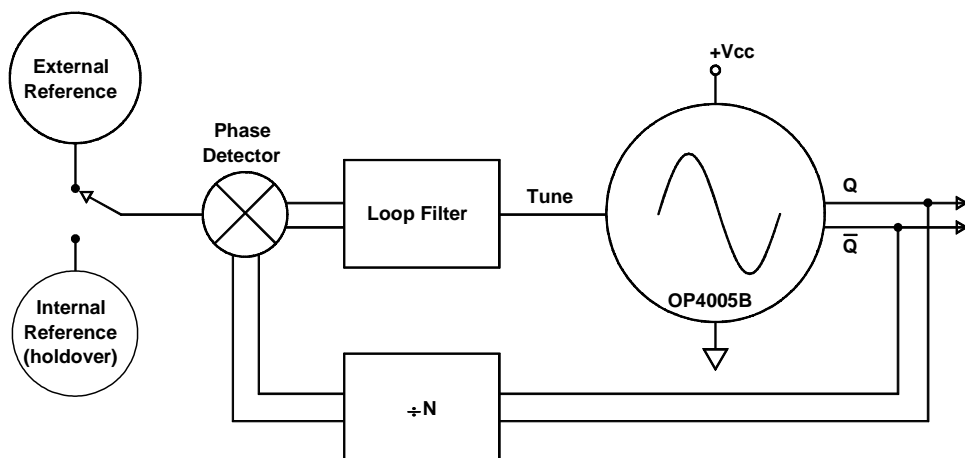 External
Reference
+Vcc
Phase
Detector
Loop Filter
Tune
Q
Q̅
OP4005B
Internal
Reference
(holdover)
÷N